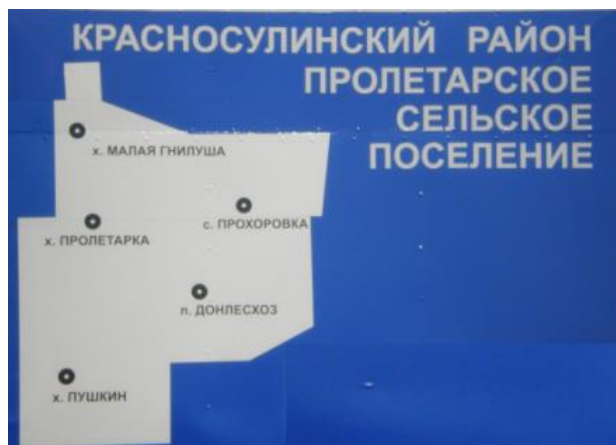 КРАСНОСУЛИНСКИЙ РАЙОН
ПРОЛЕТАРСКОЕ
СЕЛЬСКОЕ
ПОСЕЛЕНИЕ
х. МАЛАЯ ГНИЛУША
с. ПРОХОРОВКА
х. ПРОЛЕТАРКА
п. ДОНЛЕСХОЗ
х. ПУШКИН